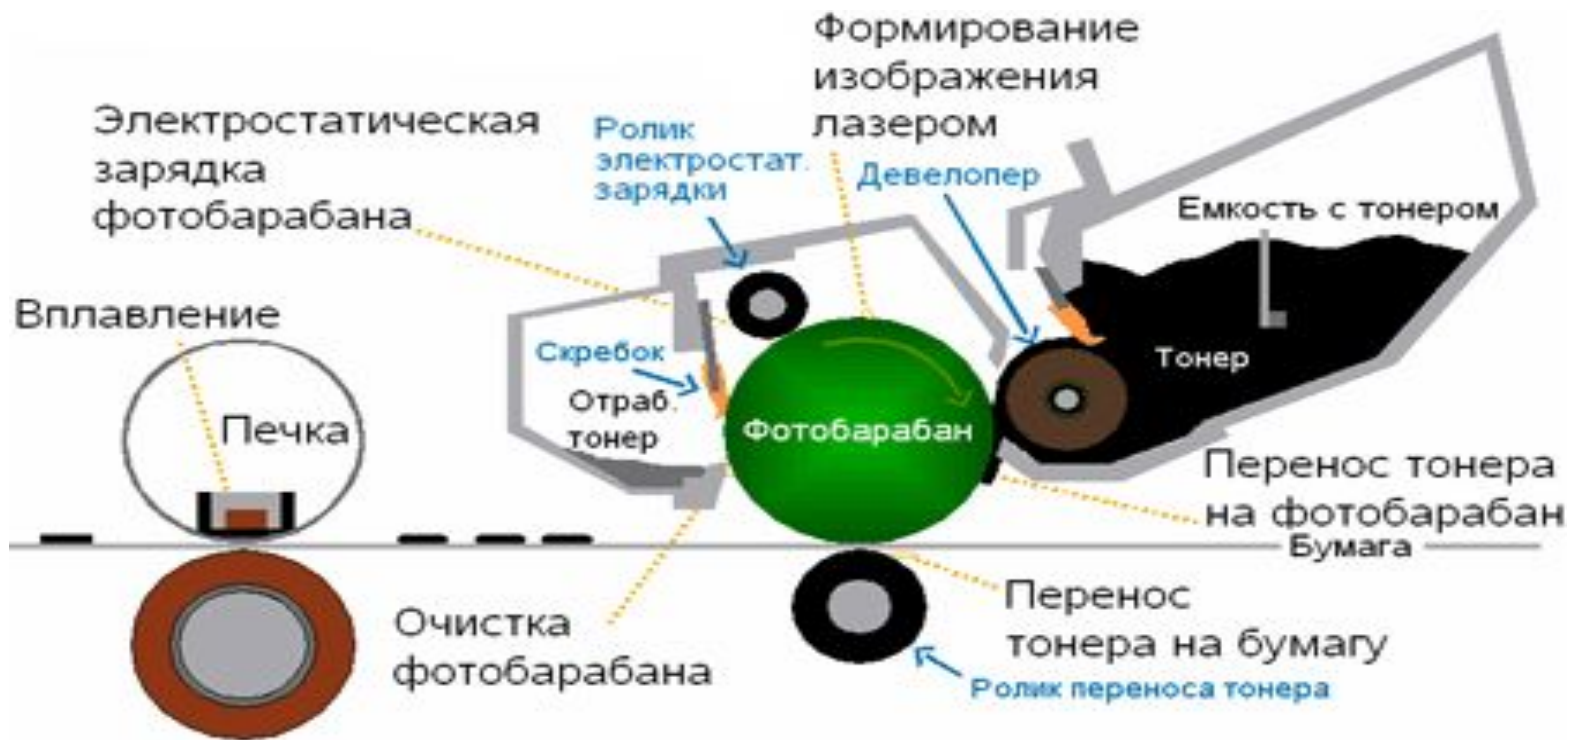 Формирование
изображения
лазером
Электростатическая
зарядка
фотобарабана
Ролик
электростат.
зарядки
Девелопер
Емкость с тонером
Вплавление
Скребок
Тонер
Отраб.
тонер
Печка
Фотобарабан
Перенос тонера
на фотобарабан
Бумага
Перенос
тонера на бумагу
Очистка
фотобарабана
Ролик переноса тонера